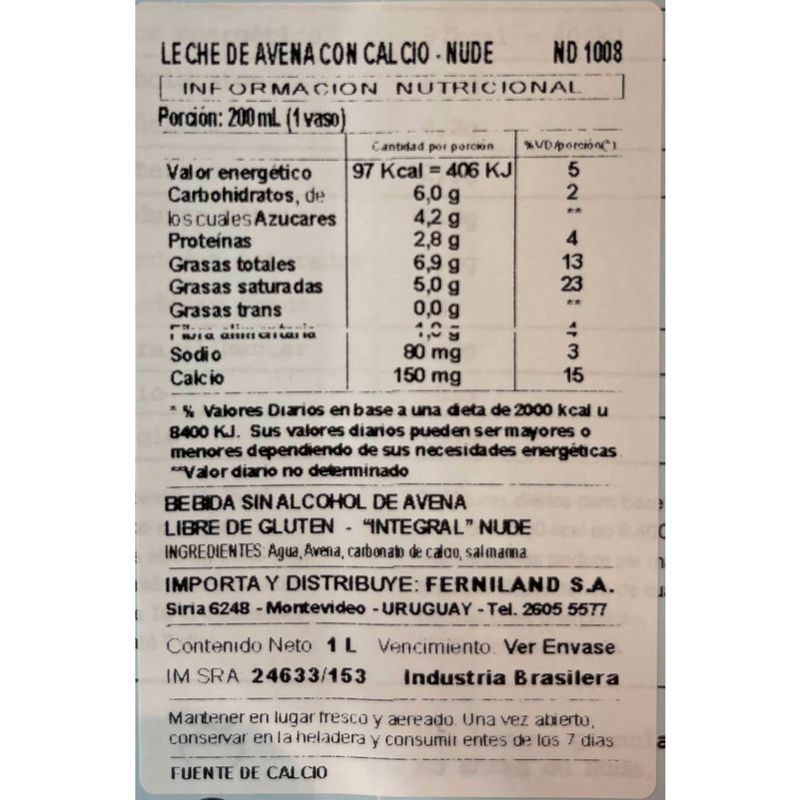 LECHE DE AVENA CON CALCIO - NUDE ND 1008
INFORMACION NUTRICIONAL
Porción: 200 mL (1 vaso)
Cantidad por porción %VD/porción(*)
Valor energético 97 Kcal = 406 KJ 5
Carbohidratos, de 6,0 g 2
los cuales Azucares 4,2 g **
Proteínas 2,8 g 4
Grasas totales 6,9 g 13
Grasas saturadas 5,0 g 23
Grasas trans 0,0 g **
Fibra alimentaria
Sodio 80 mg 3
Calcio 150 mg 15
* % Valores Diarios en base a una dieta de 2000 kcal u
8400 KJ. Sus valores diarios pueden ser mayores o
menores dependiendo de sus necesidades energéticas.
**Valor diario no determinado
BEBIDA SIN ALCOHOL DE AVENA
LIBRE DE GLUTEN - "INTEGRAL" NUDE
INGREDIENTES: Agua, Avena, carbonato de calcio, sal marina.
IMPORTA Y DISTRIBUYE: FERNILAND S.A.
Siria 6248 - Montevideo - URUGUAY - Tel. 2605 5577
Contenido Neto 1 L Vencimiento. Ver Envase
IM SRA 24633/153 Industria Brasilera
Mantener en lugar fresco y aereado. Una vez abierto,
conservar en la heladera y consumir entes de los 7 dias
FUENTE DE CALCIO